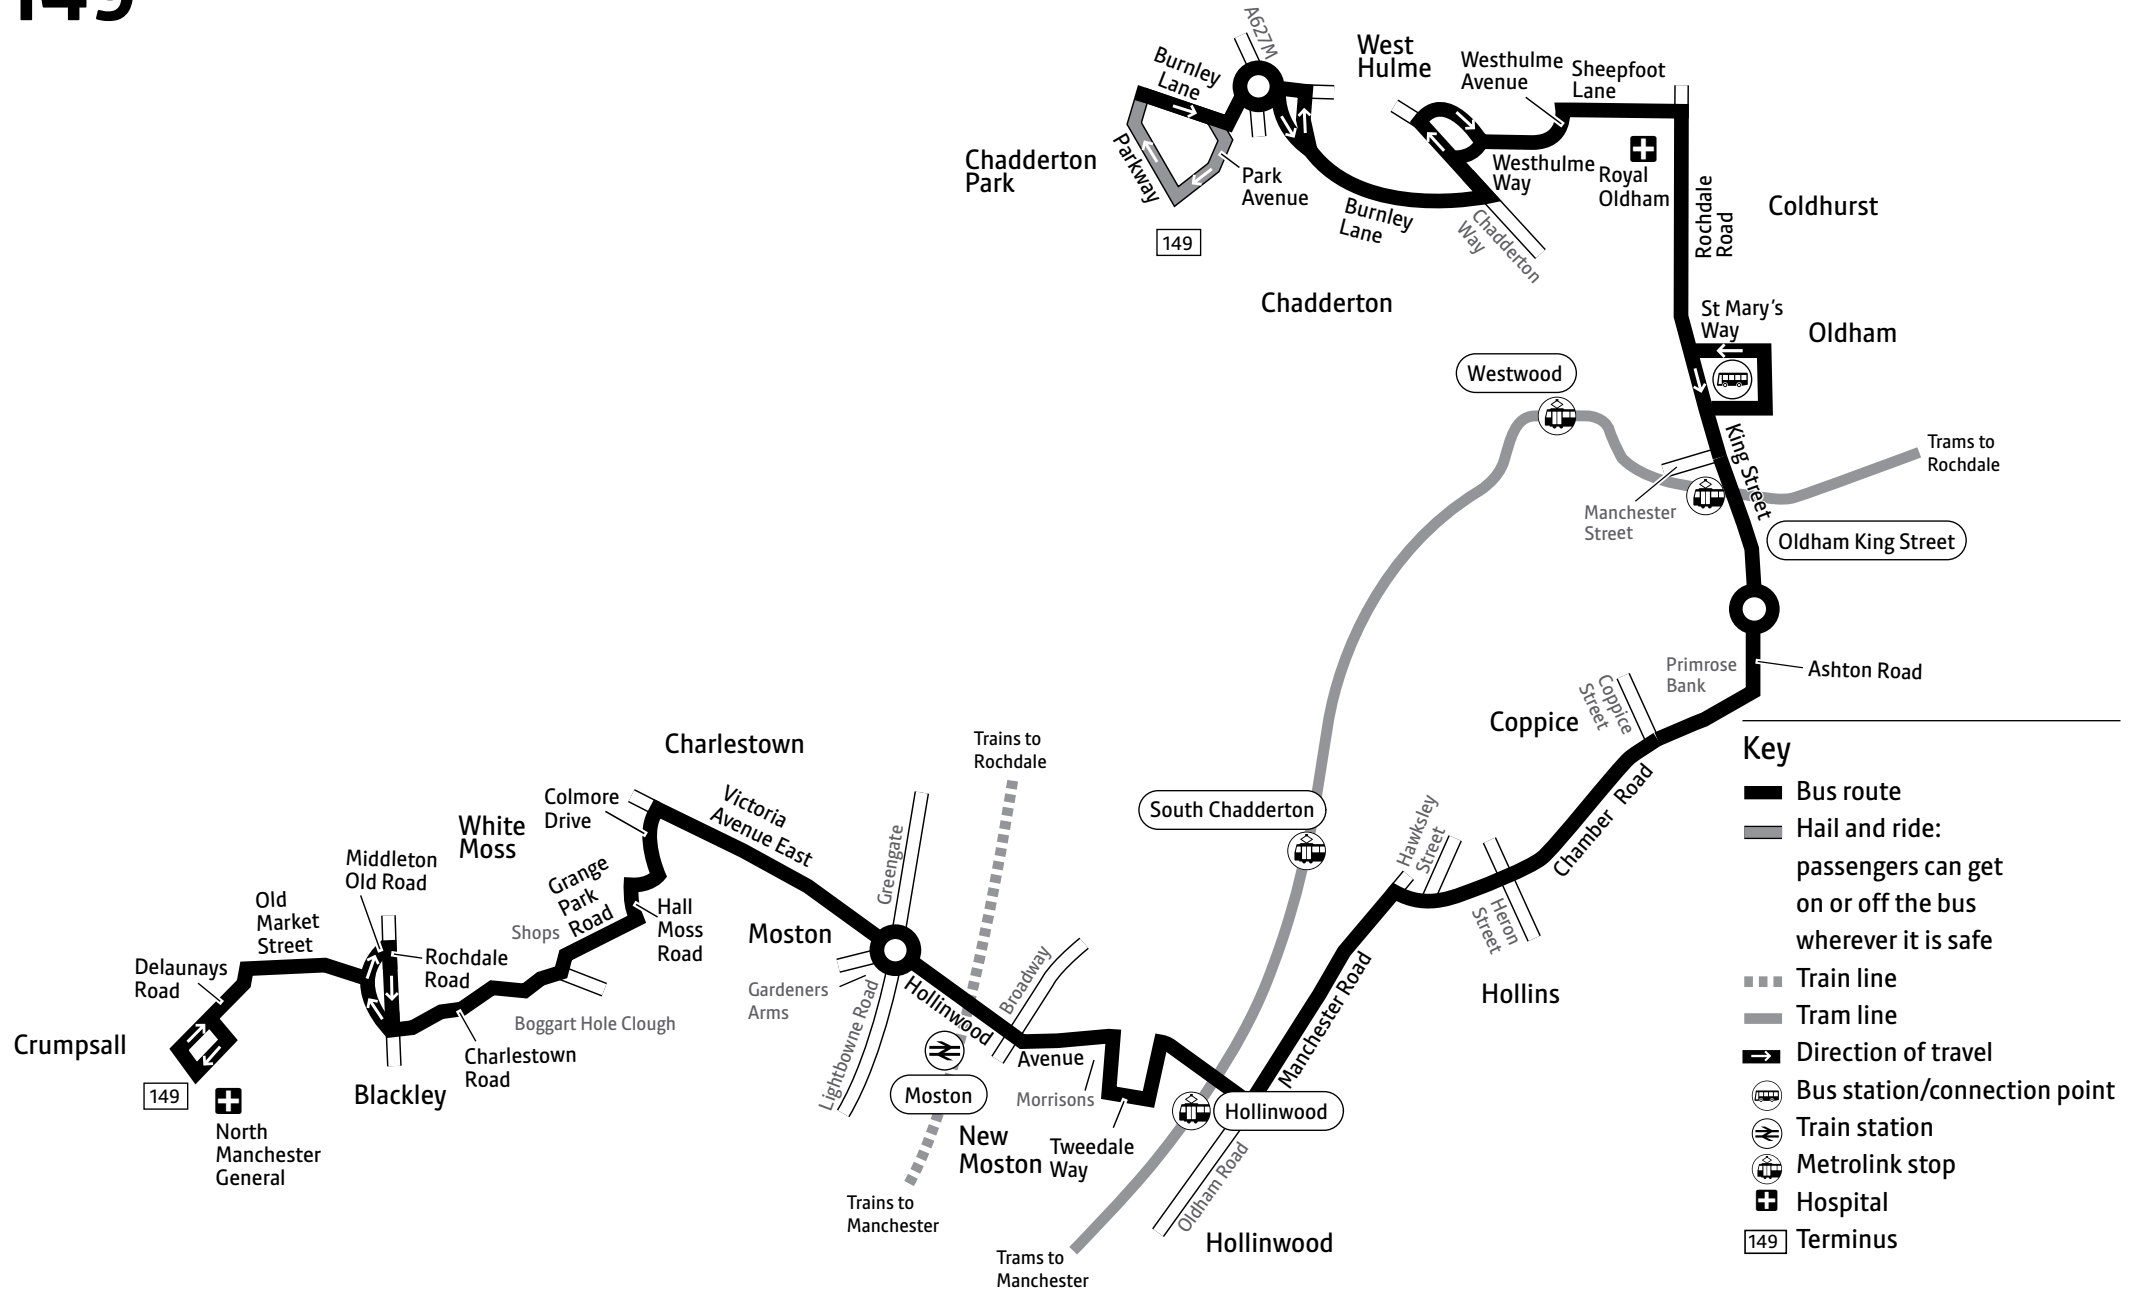 149
A627M
Burnley
Lane
West
Hulme
Westhulme
Avenue
Sheepfoot
Lane
Chadderton
Park
Parkway
Park
Avenue
149
Burnley
Lane
Chadderton
Way
Westhulme
Way
Royal
Oldham
Rochdale
Road
Coldhurst
Chadderton
St Mary's
Way
Oldham
Westwood
King Street
Trams to
Rochdale
Manchester
Street
Oldham King Street
Primrose
Bank
Ashton Road
Coppice
Street
Coppice
Chamber Road
South Chadderton
Hawksley
Street
Heron
Street
Hollins
Manchester Road
Charlestown
Trains to
Rochdale
Victoria
Avenue East
Greengate
Colmore
Drive
White
Moss
Middleton
Old Road
Grange
Park
Road
Hall
Moss
Road
Shops
Old
Market
Street
Rochdale
Road
Delaunays
Road
Crumpsall
149
North
Manchester
General
Blackley
Charlestown
Road
Boggart Hole Clough
Moston
Gardeners
Arms
Lightbowne Road
Hollinwood
Avenue
Broadway
Moston
New
Moston
Morrisons
Tweedale
Way
Hollinwood
Oldham Road
Hollinwood
Trains to
Manchester
Trams to
Manchester
Key
Bus route
Hail and ride:
passengers can get
on or off the bus
wherever it is safe
Train line
Tram line
Direction of travel
Bus station/connection point
Train station
Metrolink stop
Hospital
149 Terminus